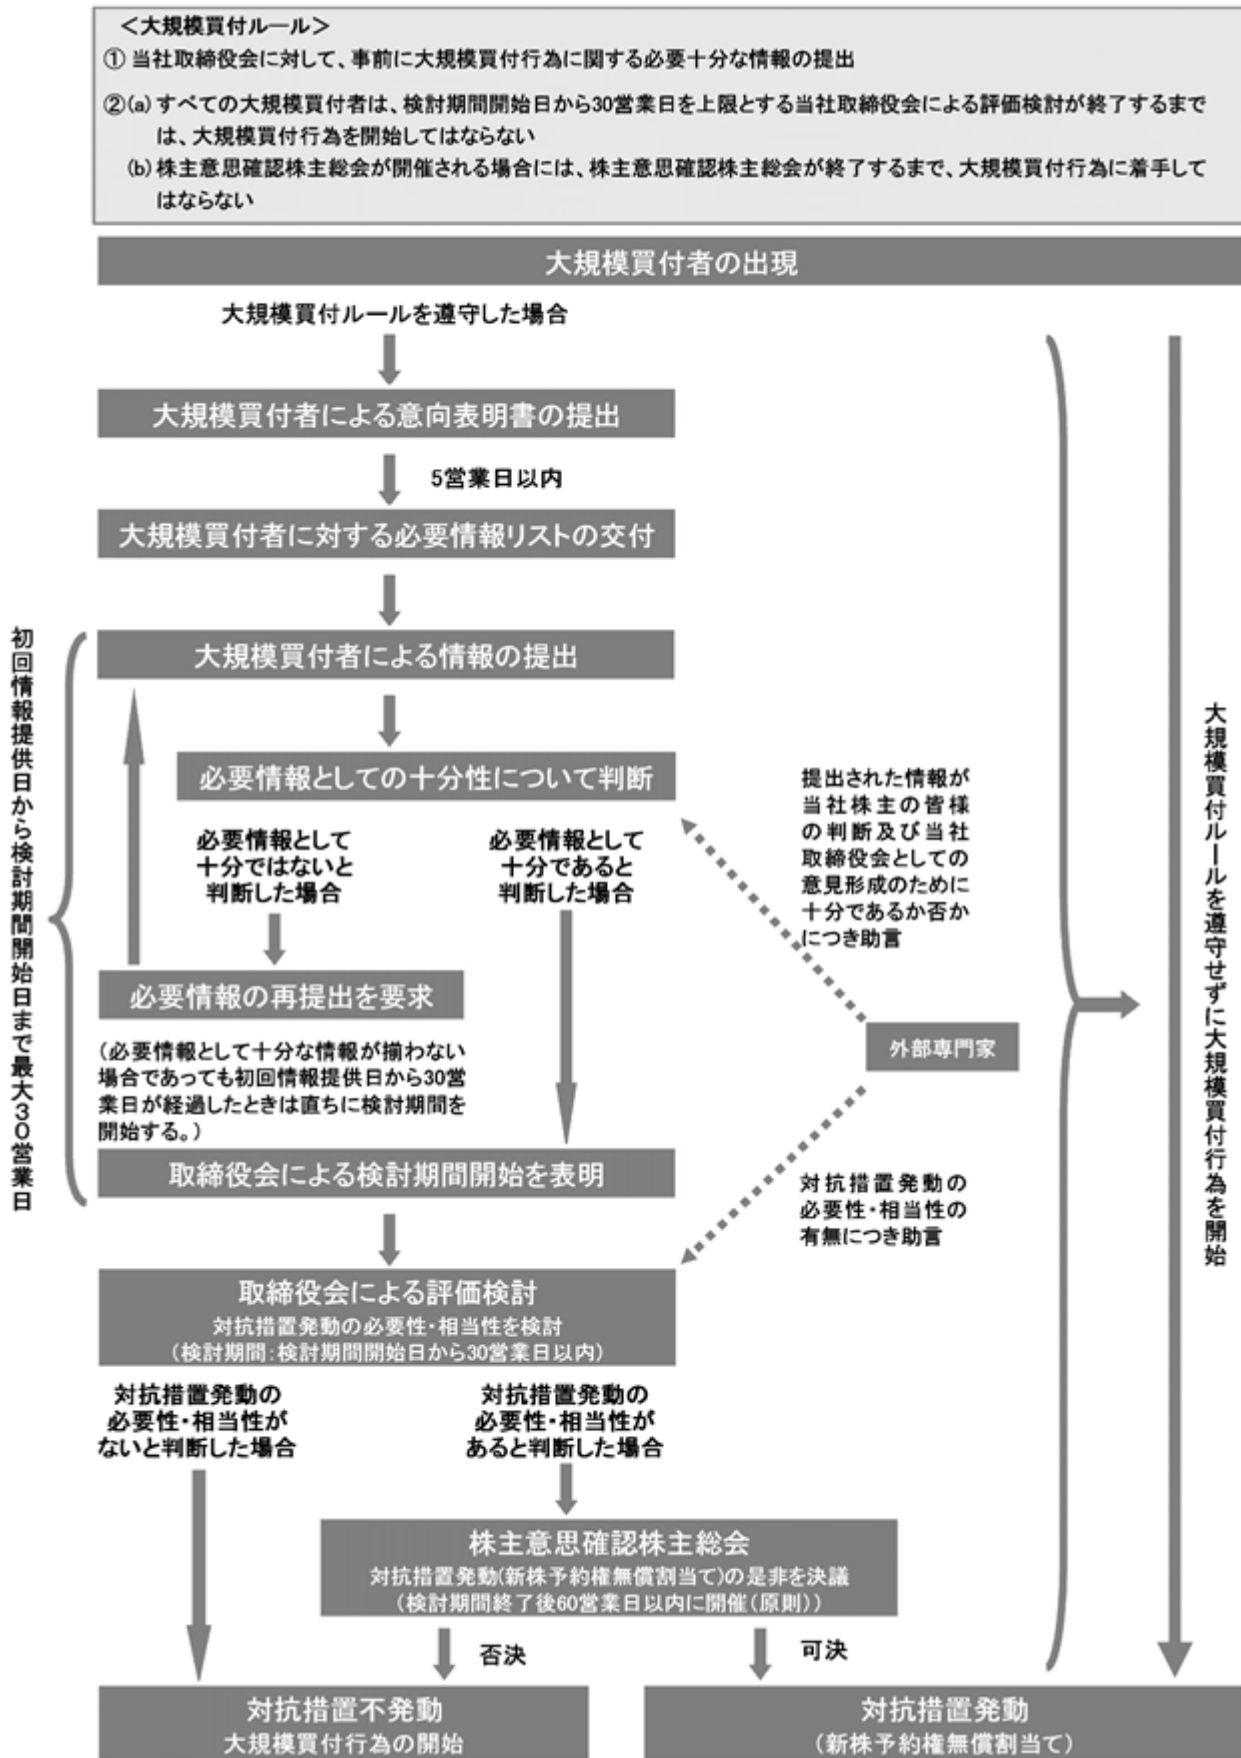 ＜大規模買付ルール＞
① 当社取締役会に対して、事前に大規模買付行為に関する必要十分な情報の提出
②(a) すべての大規模買付者は、検討期間開始日から30営業日を上限とする当社取締役会による評価検討が終了するまで
は、大規模買付行為を開始してはならない
(b) 株主意思確認株主総会が開催される場合には、株主意思確認株主総会が終了するまで、大規模買付行為に着手して
はならない
大規模買付者の出現
大規模買付ルールを遵守した場合
大規模買付者による意向表明書の提出
5営業日以内
大規模買付者に対する必要情報リストの交付
初回情報提供日から検討期間開始日まで最大30営業日
大規模買付者による情報の提出
必要情報としての十分性について判断
必要情報として
十分ではないと
判断した場合
必要情報として
十分であると
判断した場合
提出された情報が
当社株主の皆様
の判断及び当社
取締役会としての
意見形成のために
十分であるか否か
につき助言
大規模買付ルールを遵守せずに大規模買付行為を開始
必要情報の再提出を要求
(必要情報として十分な情報が揃わない
場合であっても初回情報提供日から30営
業日が経過したときは直ちに検討期間を
開始する。)
外部専門家
取締役会による検討期間開始を表明
対抗措置発動の
必要性・相当性の
有無につき助言
取締役会による評価検討
対抗措置発動の必要性・相当性を検討
(検討期間:検討期間開始日から30営業日以内)
対抗措置発動の
必要性・相当性が
ないと判断した場合
対抗措置発動の
必要性・相当性が
あると判断した場合
株主意思確認株主総会
対抗措置発動(新株予約権無償割当て)の是非を決議
(検討期間終了後60営業日以内に開催(原則))
否決
可決
対抗措置不発動
大規模買付行為の開始
対抗措置発動
(新株予約権無償割当て)